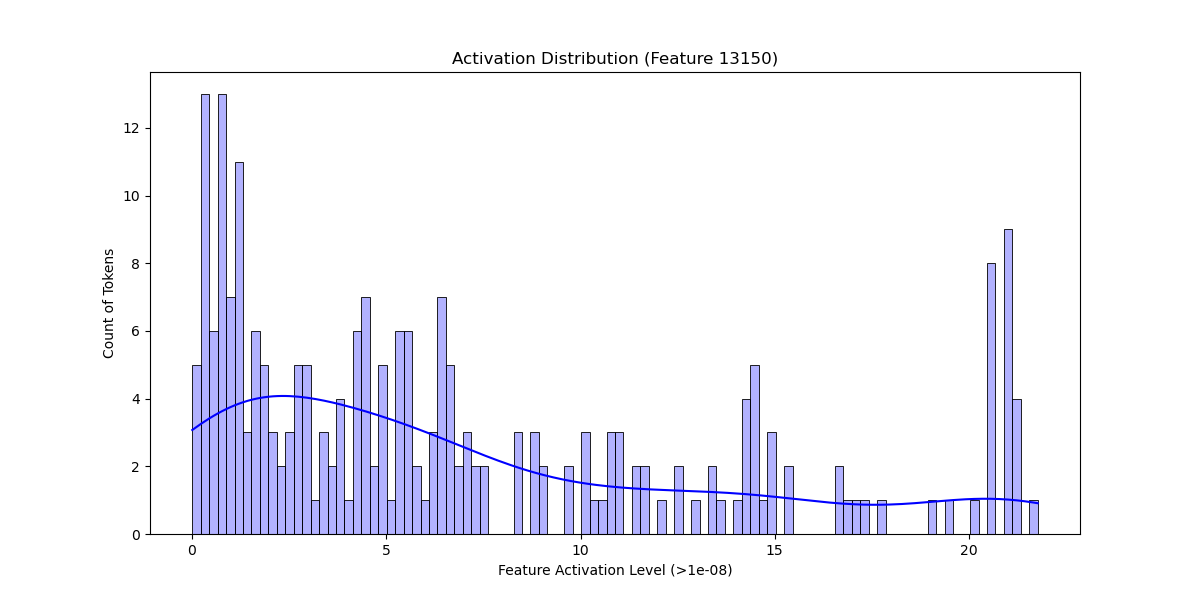 Activation Distribution (Feature 13150)
12
10
8
6
4
2
0
Count of Tokens
0 5 10 15 20
Feature Activation Level (>1e-08)